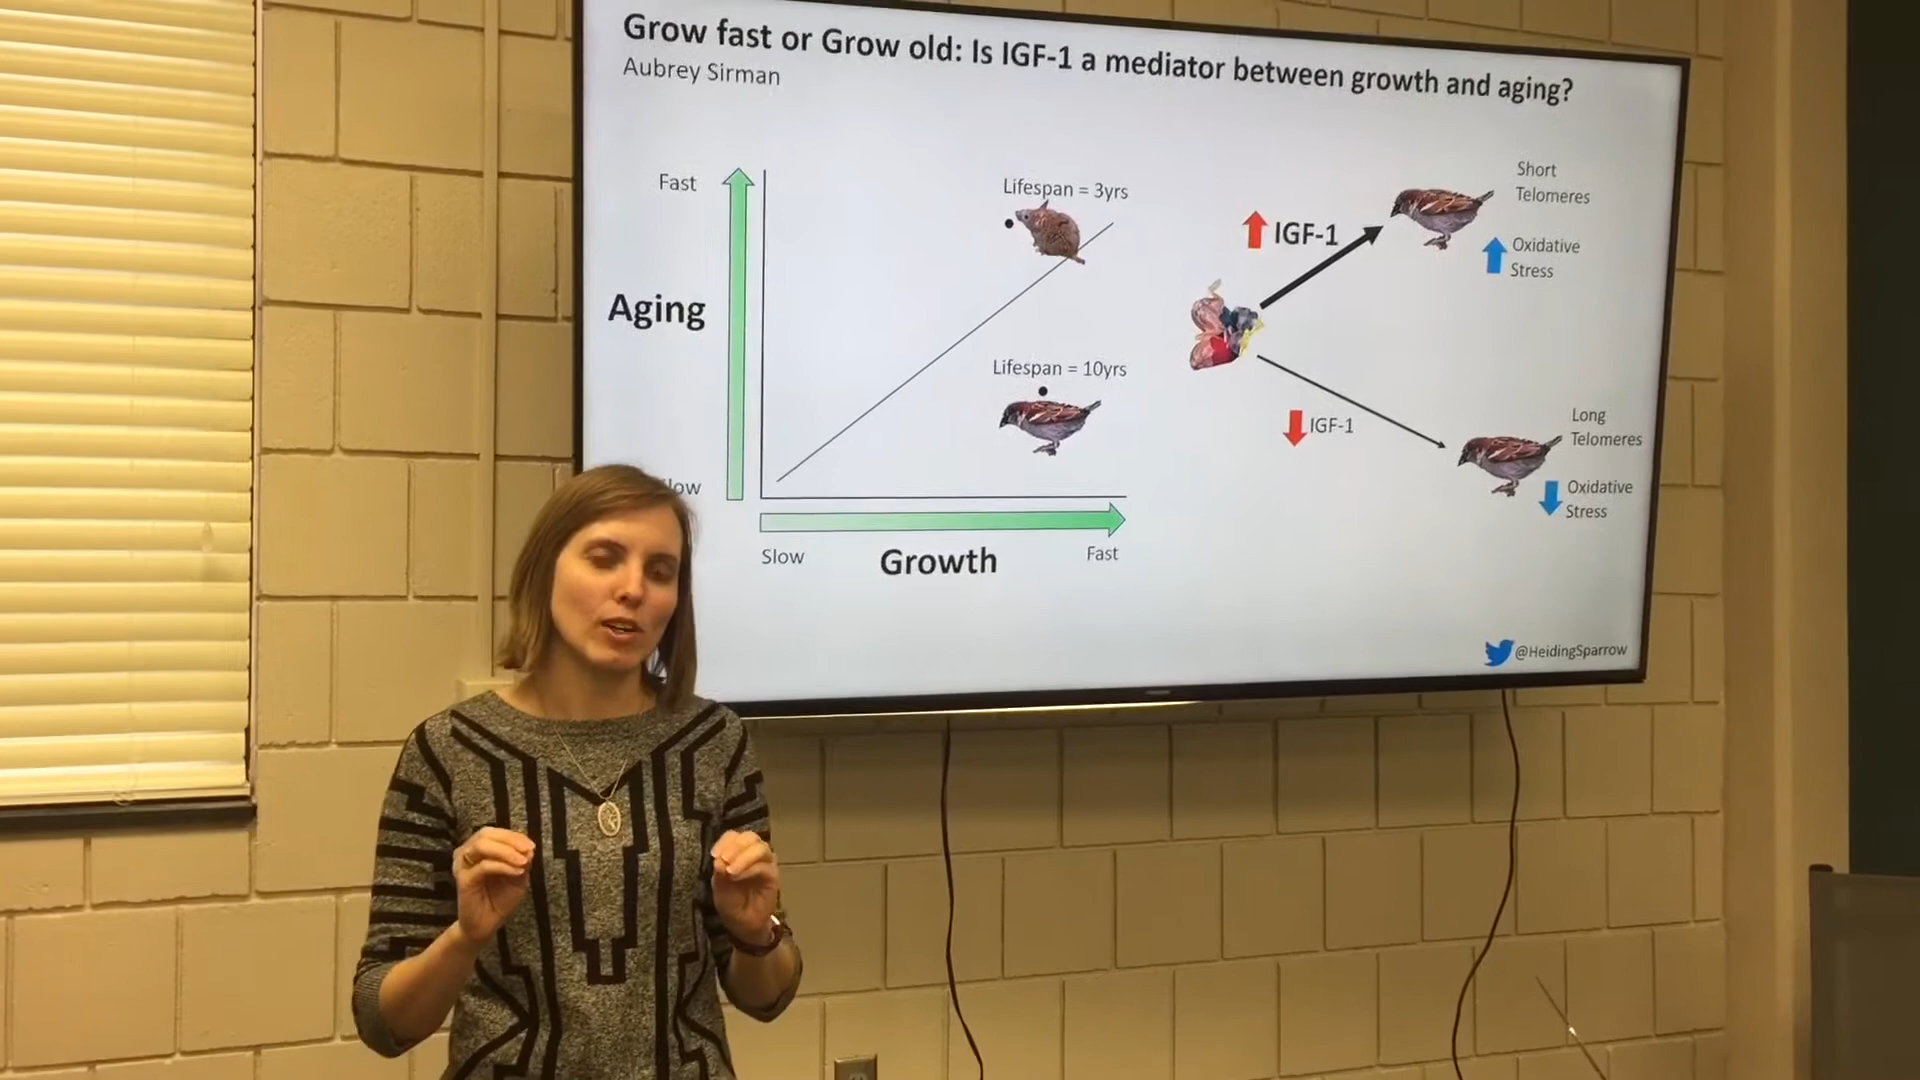 Grow fast or Grow old: Is IGF-1 a mediator between growth and aging?
Aubrey Sirman
Fast
Aging
low
Lifespan = 3yrs
Lifespan = 10yrs
Slow
Growth
Fast
IGF-1
Short
Telomeres
Oxidative
Stress
IGF-1
Long
Telomeres
Oxidative
Stress
@HeidingSparrow